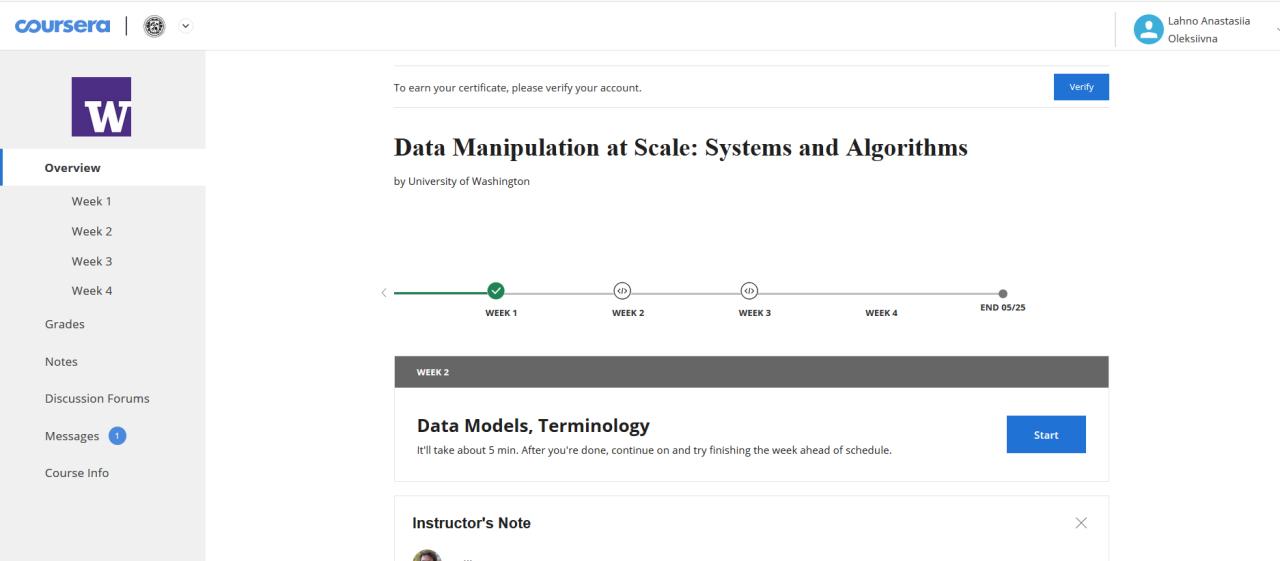 coursera
Lahno Anastasiia
Oleksiivna
W
To earn your certificate, please verify your account.
Verify
Data Manipulation at Scale: Systems and Algorithms
by University of Washington
Overview
Week 1
Week 2
Week 3
Week 4
Grades
Notes
Discussion Forums
Messages 1
Course Info
WEEK 1
WEEK 2
WEEK 3
WEEK 4
END 05/25
WEEK 2
Data Models, Terminology
It'll take about 5 min. After you're done, continue on and try finishing the week ahead of schedule.
Start
Instructor's Note